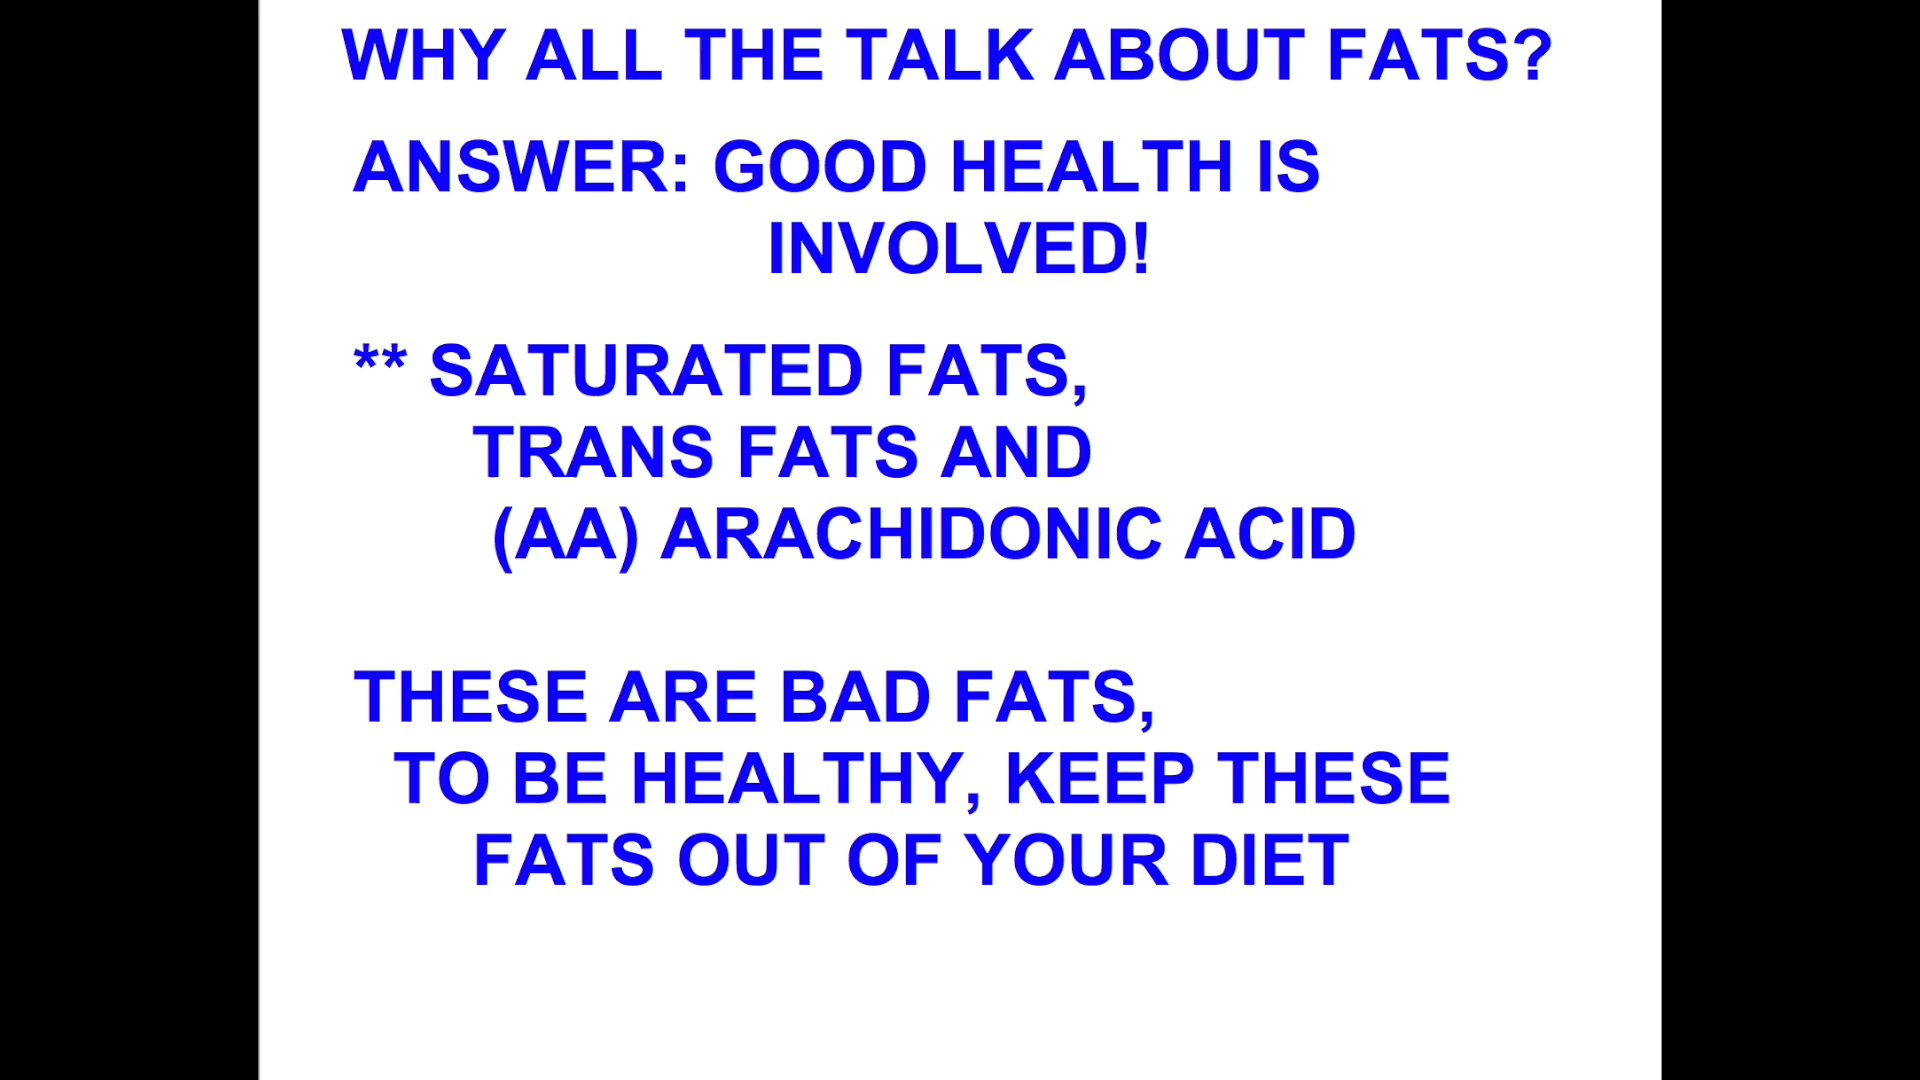 WHY ALL THE TALK ABOUT FATS?
ANSWER: GOOD HEALTH IS
INVOLVED!
** SATURATED FATS,
TRANS FATS AND
(AA) ARACHIDONIC ACID
THESE ARE BAD FATS,
TO BE HEALTHY, KEEP THESE
FATS OUT OF YOUR DIET